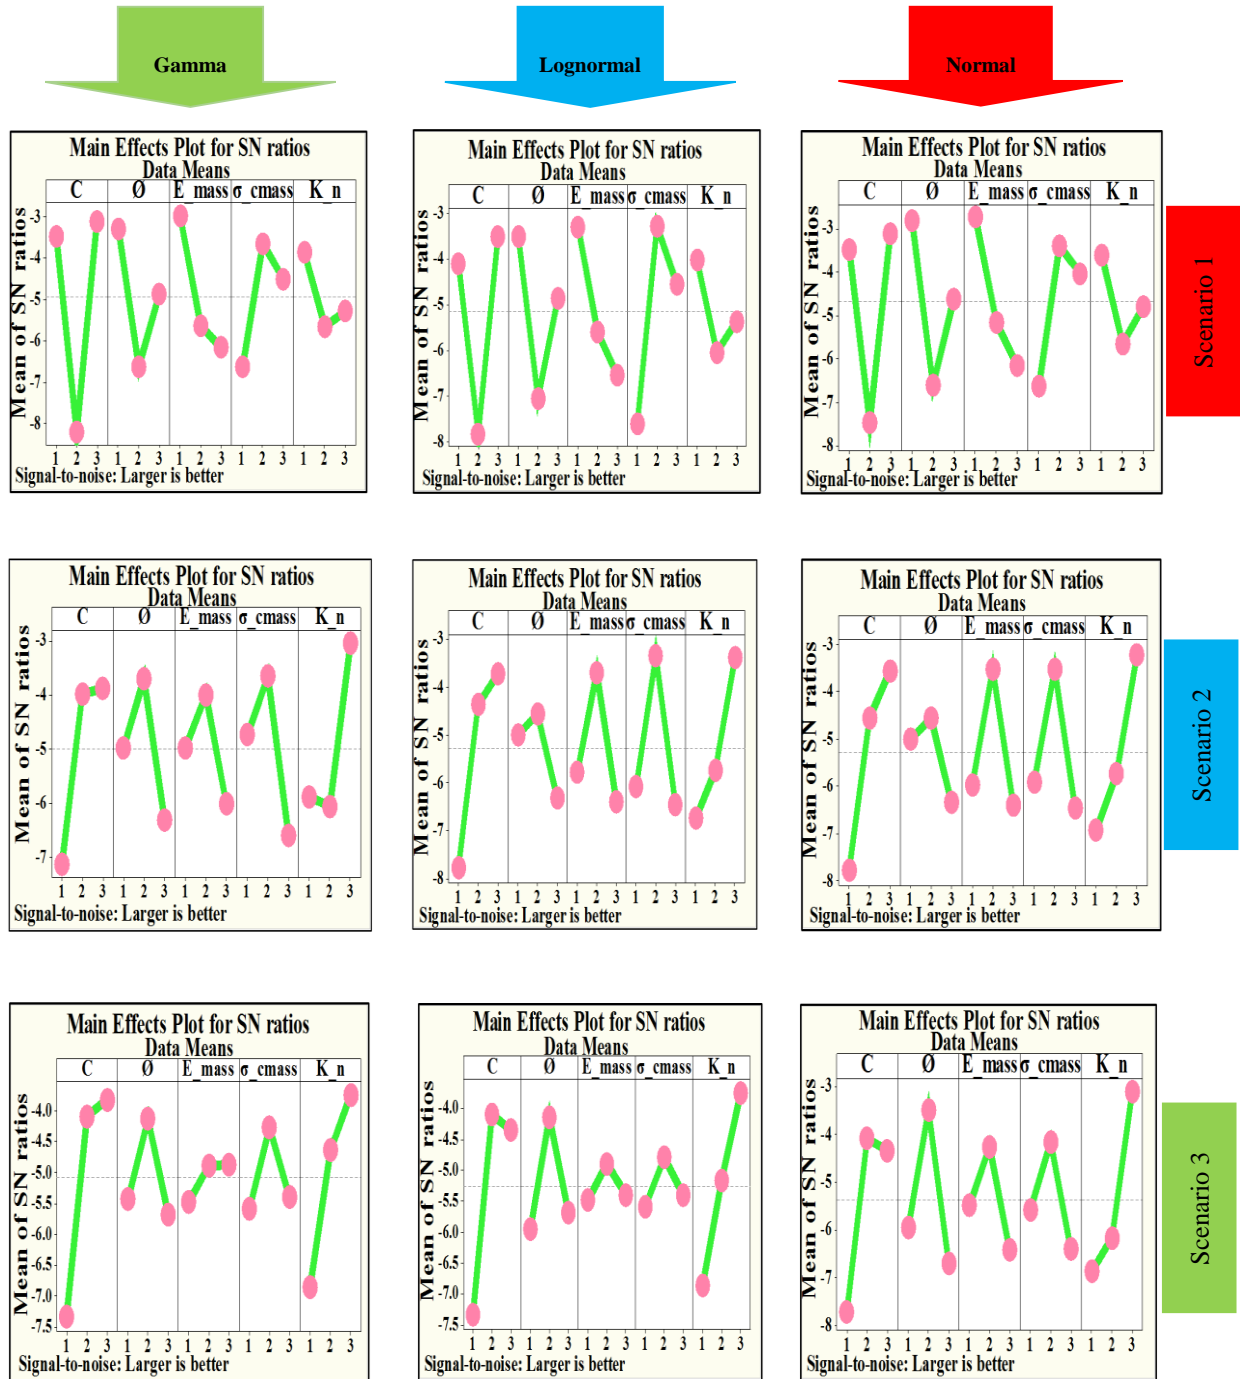 Gamma
Lognormal
Normal
Main Effects Plot for SN ratios
Data Means
C Ø E_mass σ_cmass K_n
Mean of SN ratios
-3
-4
-5
-6
-7
-8
1 2 3 1 2 3 1 2 3 1 2 3 1 2 3
Signal-to-noise: Larger is better
Main Effects Plot for SN ratios
Data Means
C Ø E_mass σ_cmass K_n
Mean of SN ratios
-3
-4
-5
-6
-7
-8
1 2 3 1 2 3 1 2 3 1 2 3 1 2 3
Signal-to-noise: Larger is better
Main Effects Plot for SN ratios
Data Means
C Ø E_mass σ_cmass K_n
Mean of SN ratios
-3
-4
-5
-6
-7
-8
1 2 3 1 2 3 1 2 3 1 2 3 1 2 3
Signal-to-noise: Larger is better
Scenario 1
Main Effects Plot for SN ratios
Data Means
C Ø E_mass σ_cmass K_n
Mean of SN ratios
-3
-4
-5
-6
-7
1 2 3 1 2 3 1 2 3 1 2 3 1 2 3
Signal-to-noise: Larger is better
Main Effects Plot for SN ratios
Data Means
C Ø E_mass σ_cmass K_n
Mean of SN ratios
-3
-4
-5
-6
-7
-8
1 2 3 1 2 3 1 2 3 1 2 3 1 2 3
Signal-to-noise: Larger is better
Main Effects Plot for SN ratios
Data Means
C Ø E_mass σ_cmass K_n
Mean of SN ratios
-3
-4
-5
-6
-7
-8
1 2 3 1 2 3 1 2 3 1 2 3 1 2 3
Signal-to-noise: Larger is better
Scenario 2
Main Effects Plot for SN ratios
Data Means
C Ø E_mass σ_cmass K_n
Mean of SN ratios
-4.0
-4.5
-5.0
-5.5
-6.0
-6.5
-7.0
-7.5
1 2 3 1 2 3 1 2 3 1 2 3 1 2 3
Signal-to-noise: Larger is better
Main Effects Plot for SN ratios
Data Means
C Ø E_mass σ_cmass K_n
Mean of SN ratios
-4.0
-4.5
-5.0
-5.5
-6.0
-6.5
-7.0
-7.5
1 2 3 1 2 3 1 2 3 1 2 3 1 2 3
Signal-to-noise: Larger is better
Main Effects Plot for SN ratios
Data Means
C Ø E_mass σ_cmass K_n
Mean of SN ratios
-3
-4
-5
-6
-7
-8
1 2 3 1 2 3 1 2 3 1 2 3 1 2 3
Signal-to-noise: Larger is better
Scenario 3